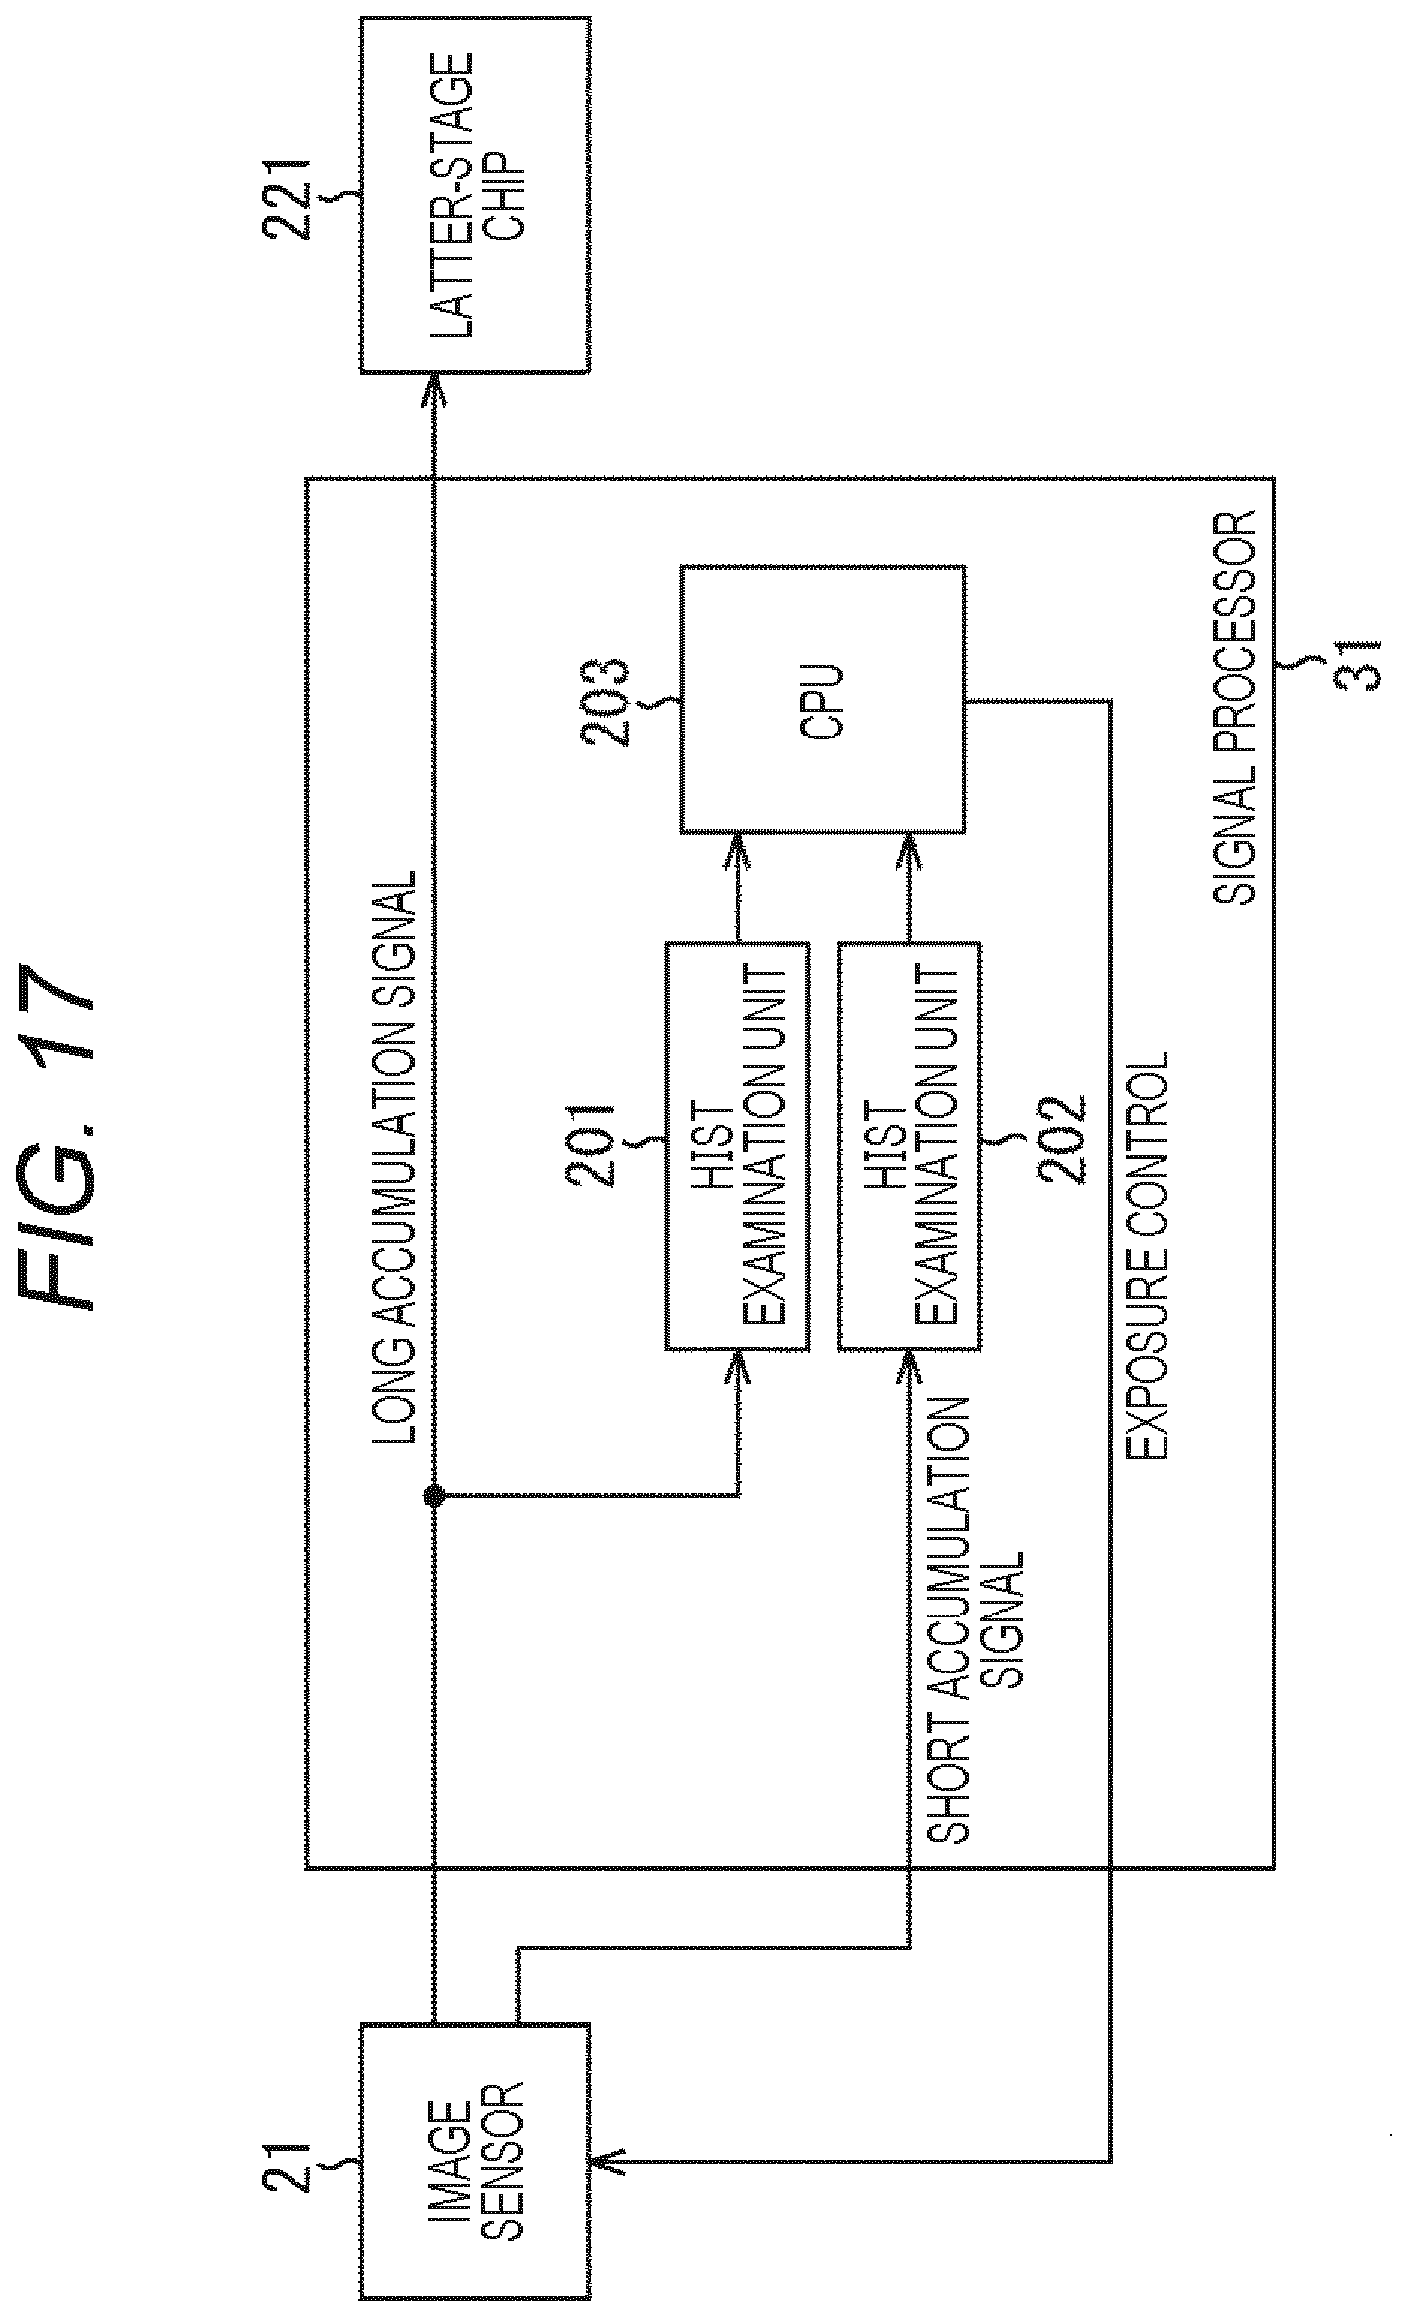 FIG. 17
21
IMAGE
SENSOR
LONG ACCUMULATION SIGNAL
221
LATTER-STAGE
CHIP
201
HIST
EXAMINATION UNIT
203
CPU
HIST
EXAMINATION UNIT
202
SHORT ACCUMULATION
SIGNAL
EXPOSURE CONTROL
SIGNAL PROCESSOR
31